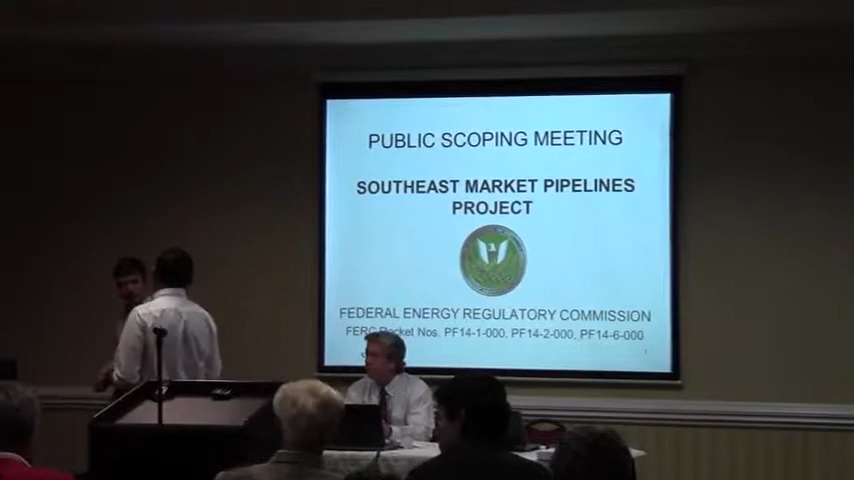 PUBLIC SCOPING MEETING
SOUTHEAST MARKET PIPELINES
PROJECT
FEDERAL ENERGY REGULATORY COMMISSION
FERC Docket Nos. PF14-1-000, PF14-2-000, PF14-6-000